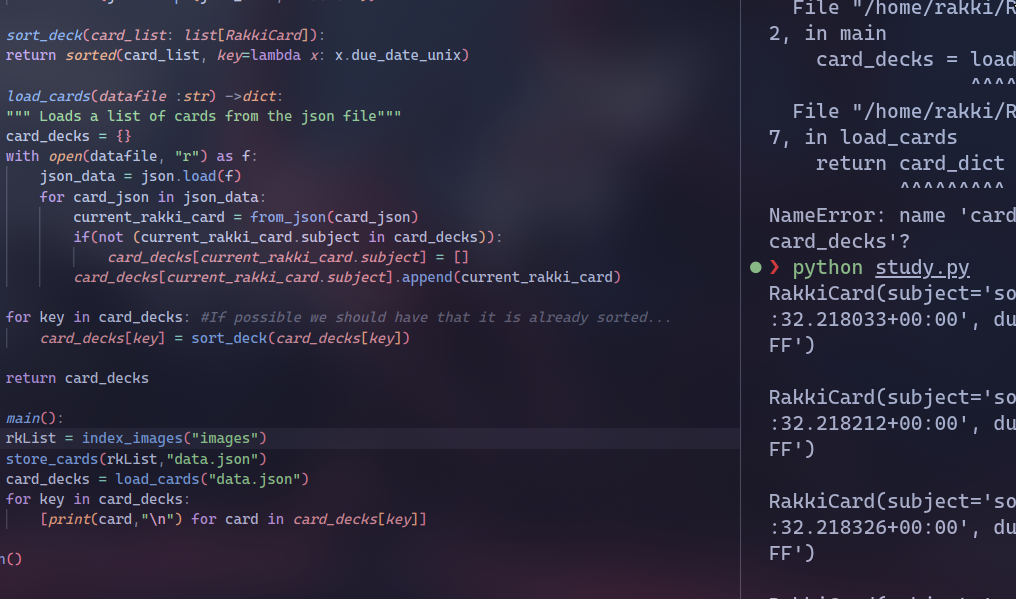 sort_deck(card_list: list[RakkiCard]):
return sorted(card_list, key=lambda x: x.due_date_unix)
load_cards(datafile :str) ->dict:
""" Loads a list of cards from the json file"""
card_decks = {}
with open(datafile, "r") as f:
json_data = json.load(f)
for card_json in json_data:
current_rakki_card = from_json(card_json)
if(not (current_rakki_card.subject in card_decks)):
card_decks[current_rakki_card.subject] = []
card_decks[current_rakki_card.subject].append(current_rakki_card)
for key in card_decks: #If possible we should have that it is already sorted...
card_decks[key] = sort_deck(card_decks[key])
return card_decks
main():
rkList = index_images("images")
store_cards(rkList,"data.json")
card_decks = load_cards("data.json")
for key in card_decks:
[print(card,"\n") for card in card_decks[key]]
()
File "/home/rakki/R
2, in main
card_decks = load
^^^^
File "/home/rakki/R
7, in load_cards
return card_dict
^^^^^^^^^
NameError: name 'card
card_decks'?
❯ python study.py
RakkiCard(subject='so
:32.218033+00:00', du
FF')
RakkiCard(subject='so
:32.218212+00:00', du
FF')
RakkiCard(subject='so
:32.218326+00:00', du
FF')